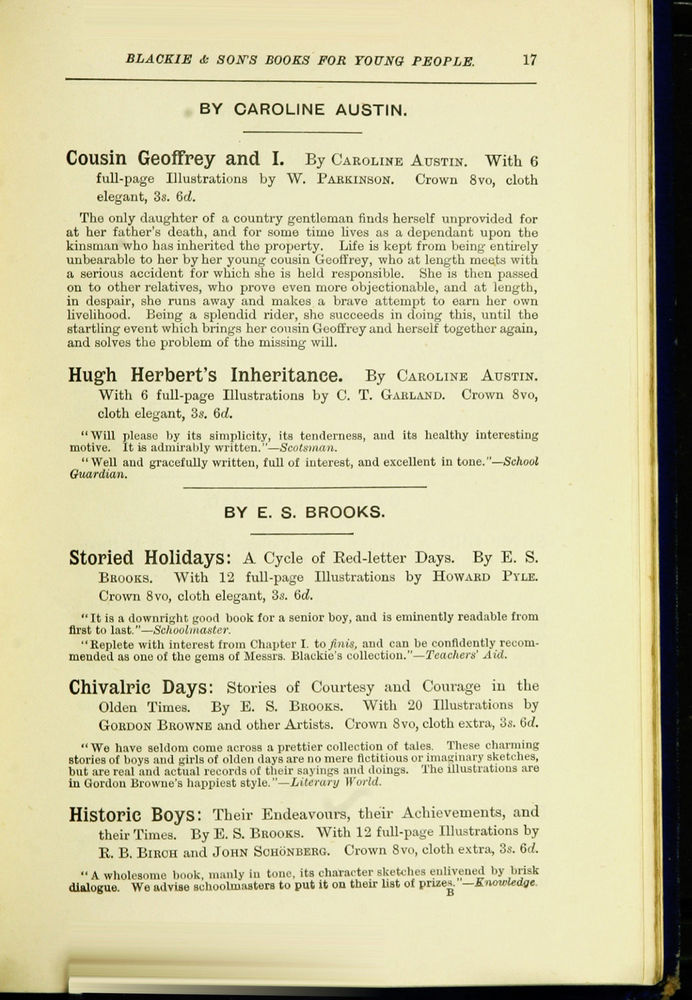 BLACKIE & SON'S BOOKS FOR YOUNG PEOPLE. 17
BY CAROLINE AUSTIN.
Cousin Geoffrey and I. By CAROLINE AUSTIN. With 6
full-page Illustrations by W. PARKINSON. Crown 8vo, cloth
elegant, 3s. 6d.
The only daughter of a country gentleman finds herself unprovided for
at her father's death, and for some time lives as a dependant upon the
kinsman who has inherited the property. Life is kept from being entirely
unbearable to her by her young cousin Geoffrey, who at length meets with
a serious accident for which she is held responsible. She is then passed
on to other relatives, who prove even more objectionable, and at length,
in despair, she runs away and makes a brave attempt to earn her own
livelihood. Being a splendid rider, she succeeds in doing this, until the
startling event which brings her cousin Geoffrey and herself together again,
and solves the problem of the missing will.
Hugh Herbert's Inheritance. By CAROLINE AUSTIN.
With 6 full-page Illustrations by C. T. GARLAND. Crown 8vo,
cloth elegant, 3s. 6d.
"Will please by its simplicity, its tenderness, and its healthy interesting
motive. It is admirably written."—Scotsman.
"Well and gracefully written, full of interest, and excellent in tone."—School
Guardian.
BY E. S. BROOKS.
Storied Holidays: A Cycle of Red-letter Days. By E. S.
BROOKS. With 12 full-page Illustrations by HOWARD PYLE.
Crown 8vo, cloth elegant, 3s. 6d.
"It is a downright good book for a senior boy, and is eminently readable from
first to last."—Schoolmaster.
"Replete with interest from Chapter I. to finis, and can be confidently recom-
mended as one of the gems of Messrs. Blackie's collection."—Teachers' Aid.
Chivalric Days: Stories of Courtesy and Courage in the
Olden Times. By E. S. BROOKS. With 20 Illustrations by
GORDON BROWNE and other Artists. Crown 8vo, cloth extra, 3s. 6d.
"We have seldom come across a prettier collection of tales. These charming
stories of boys and girls of olden days are no mere fictitious or imaginary sketches,
but are real and actual records of their sayings and doings. The illustrations are
in Gordon Browne's happiest style."—Literary World.
Historic Boys: Their Endeavours, their Achievements, and
their Times. By E. S. BROOKS. With 12 full-page Illustrations by
R. B. BIRCH and JOHN SCHÖNBERG. Crown 8vo, cloth extra, 3s. 6d.
"A wholesome book, manly in tone, its character sketches enlivened by brisk
dialogue. We advise schoolmasters to put it on their list of prizes."—Knowledge.
B